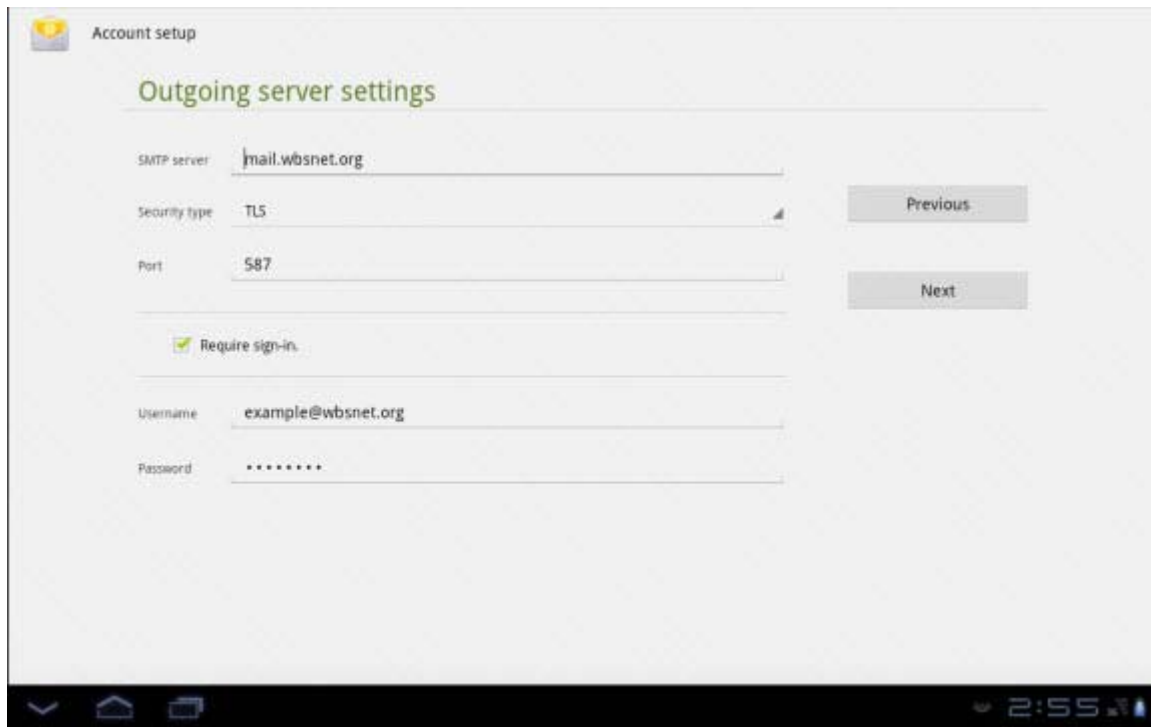 Account setup
Outgoing server settings
SMTP server mail.wbsnet.org
Security type TLS
Previous
Port 587
Next
Require sign-in.
Username example@wbsnet.org
Password ••••••••
2:55